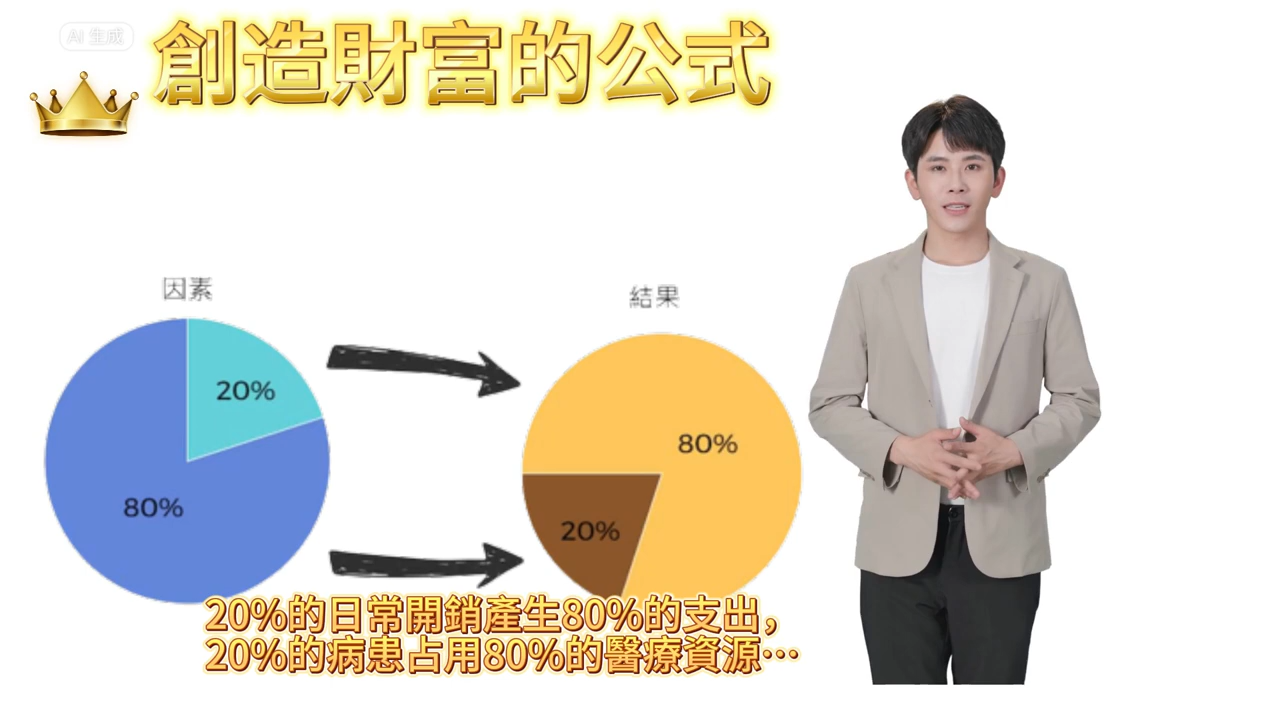 AI 生成
創造財富的公式
因素
結果
20%
80%
80%
20%
20%的日常開銷產生80%的支出，
20%的病患占用80%的醫療資源…